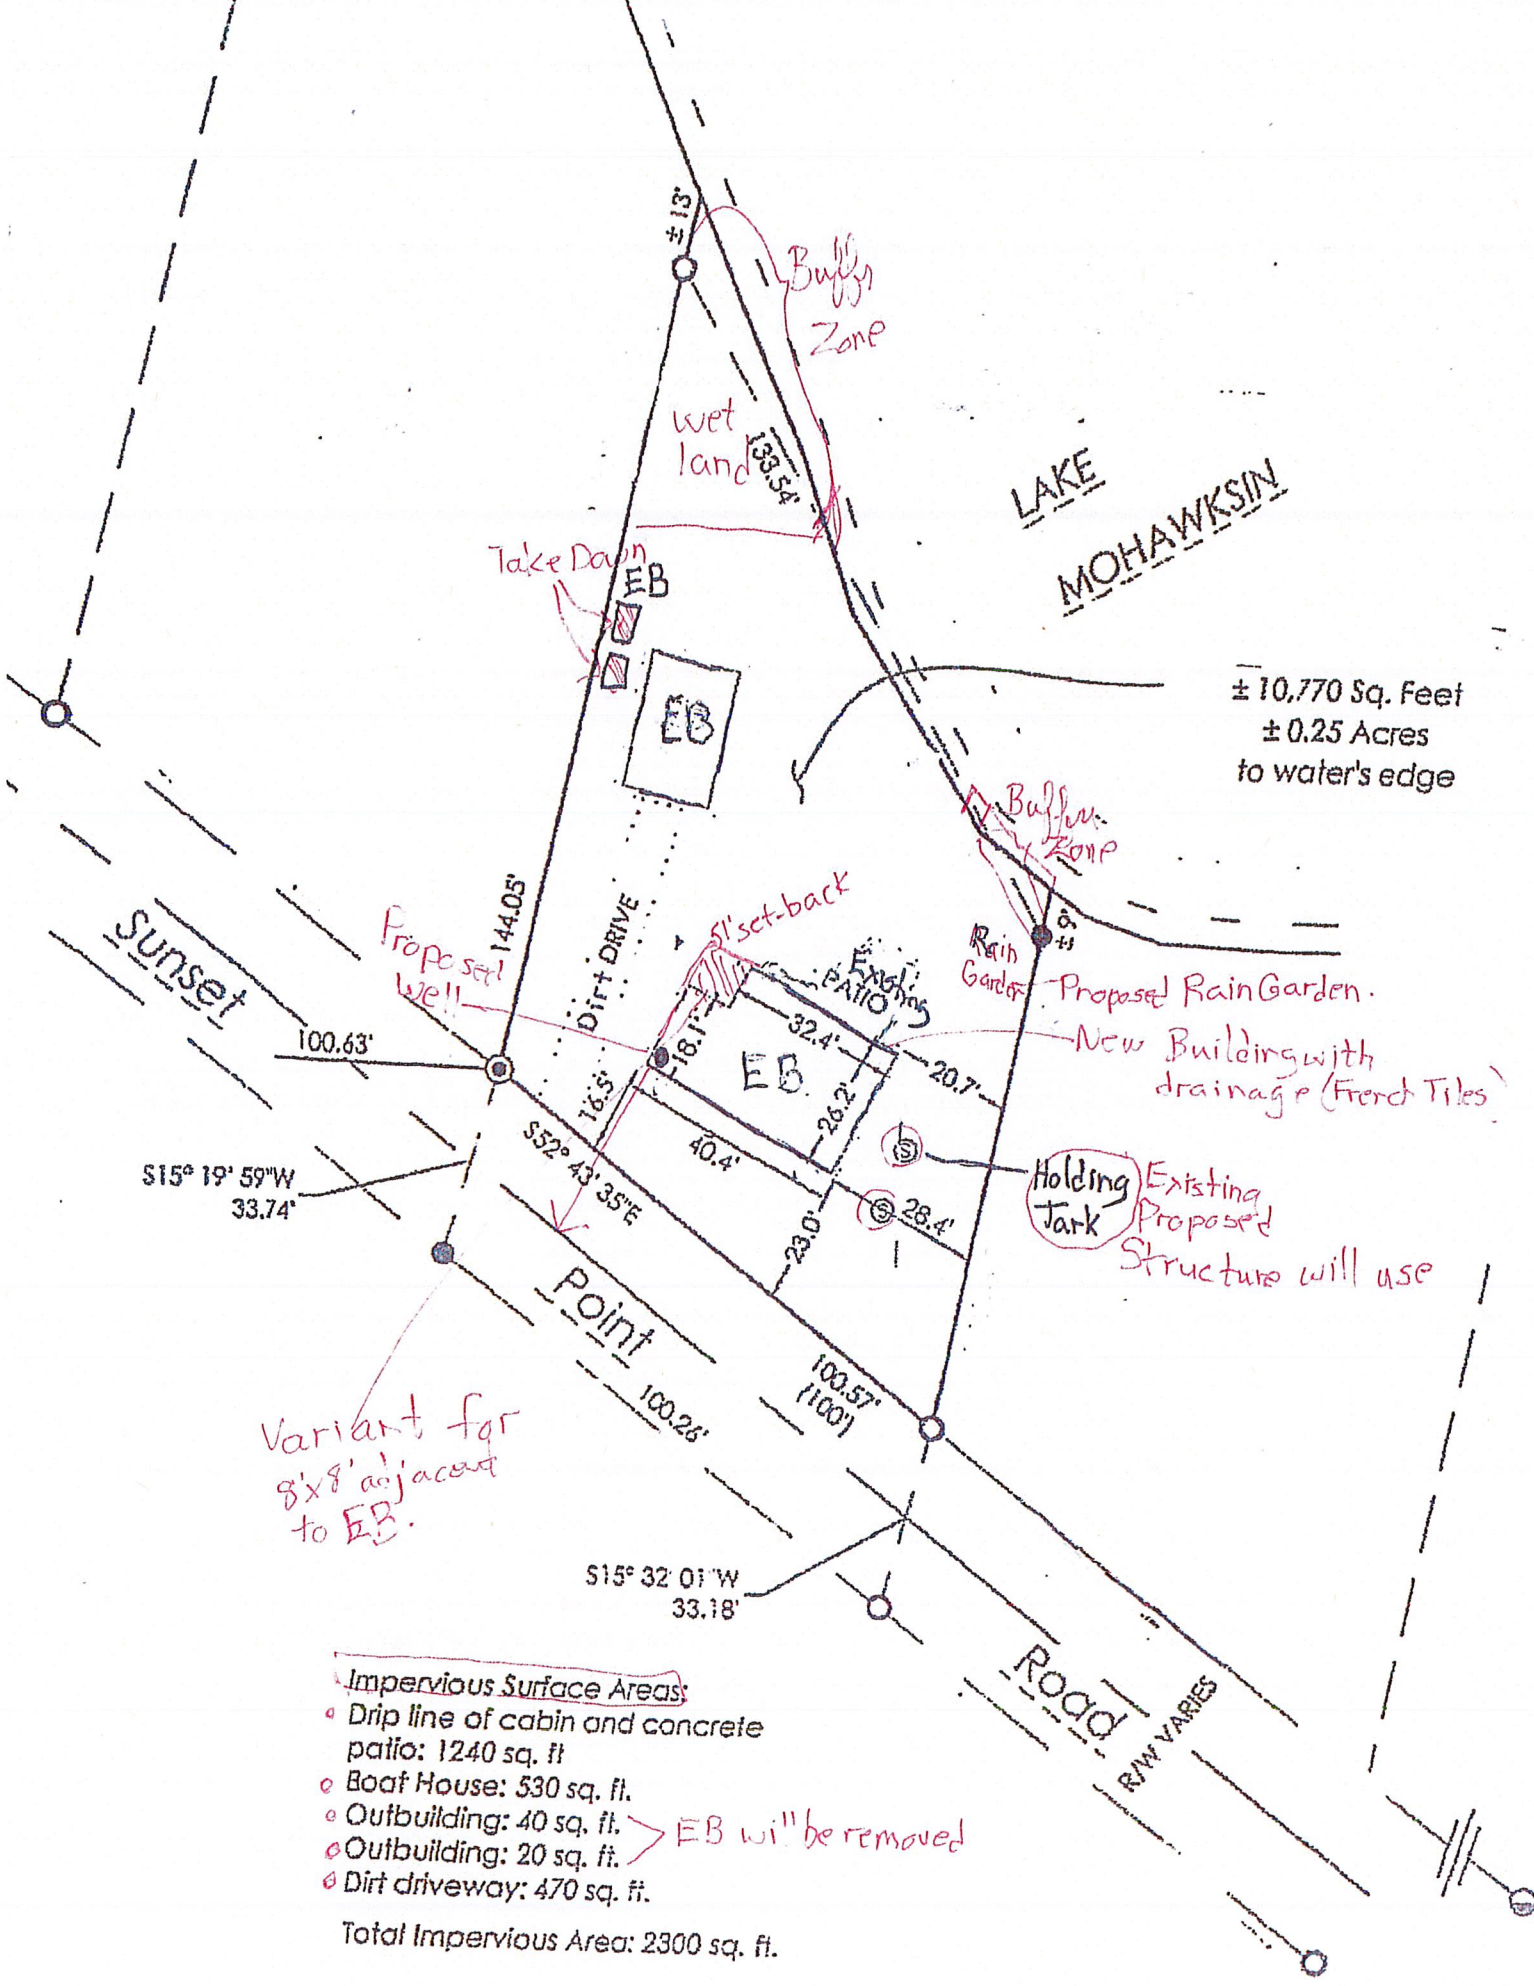 ± 13'
Buffr
Zone
wet
land
133.54'
LAKE
MOHAWKSIN
Take Down
EB
EB
± 10,770 Sq. Feet
± 0.25 Acres
to water's edge
Buffur
Zone
144.05'
Sunset
Proposed
Well
Dirt DRIVE
51' set-back
Existing
PATIO
Rain
Garden
± 9'
Proposed Rain Garden.
New Building with
drainage (French Tiles)
100.63'
18.1'
32.4'
EB
20.7'
26.2'
16.5'
40.4'
S52° 43' 35"E
S15° 19' 59"W
33.74'
S
S
28.4'
23.0'
Holding
Tank
Existing
Proposed
Structure will use
Point
100.57'
(100')
100.26'
Variant for
8'x8' adjacent
to EB.
S15° 32' 01"W
33.18'
Road
R/W VARIES
Impervious Surface Areas:
Drip line of cabin and concrete
patio: 1240 sq. ft
Boat House: 530 sq. ft.
Outbuilding: 40 sq. ft.
Outbuilding: 20 sq. ft.
EB will be removed
Dirt driveway: 470 sq. ft.
Total Impervious Area: 2300 sq. ft.